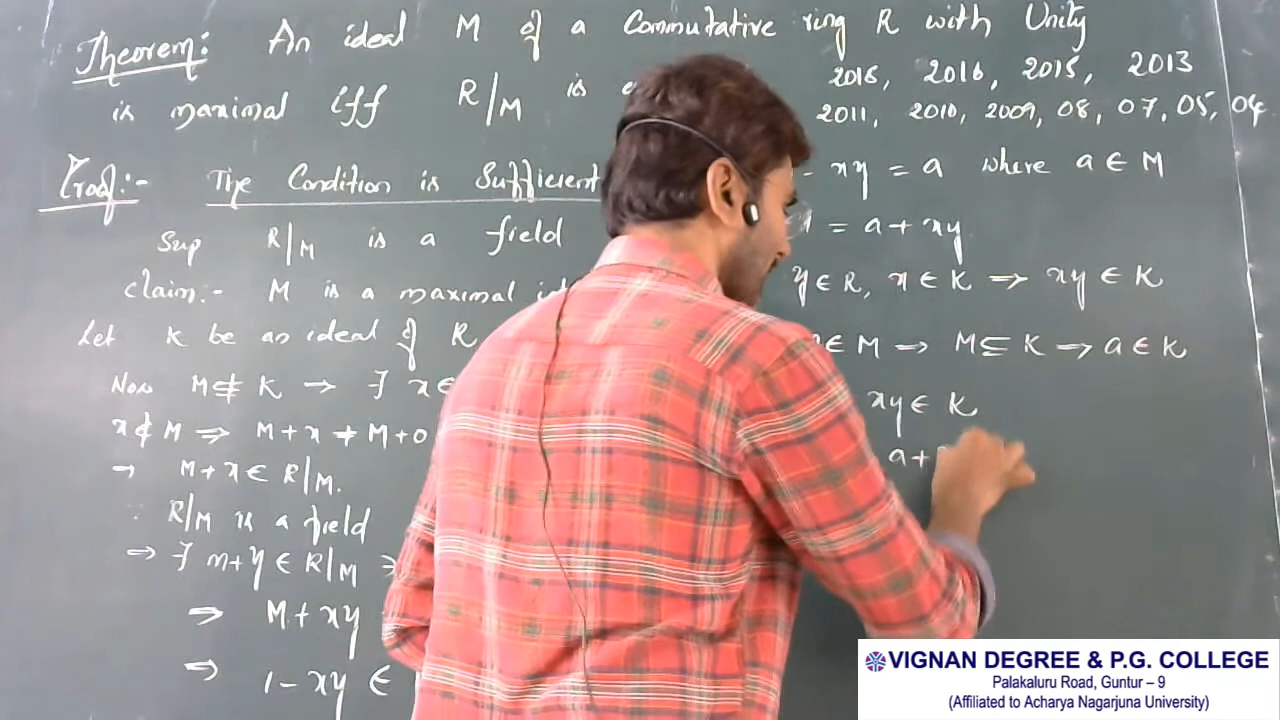 Theorem: An ideal M of a Commutative ring R with Unity
is maximal iff R/M is a
2018, 2016, 2015, 2013
2011, 2010, 2009, 08, 07, 05, 04
Proof:- The Condition is Sufficient
Sup R/M is a field
Claim:- M is a maximal
Let K be an ideal of R
Now M⊄K → ∃ x ∈
x∉M ⇒ M+x ≠ M+0
→ M+x ∈ R/M.
∵ R/M is a field
⇒ ∃ m+y ∈ R/M ∋
⇒ M+xy
⇒ 1-xy ∈
- xy = a where a ∈ M
= a+xy
y∈R, x∈K ⇒ xy ∈ K
∈M → M⊆K → a∈K
xy ∈ K
a+
VIGNAN DEGREE & P.G. COLLEGE
Palakaluru Road, Guntur – 9
(Affiliated to Acharya Nagarjuna University)